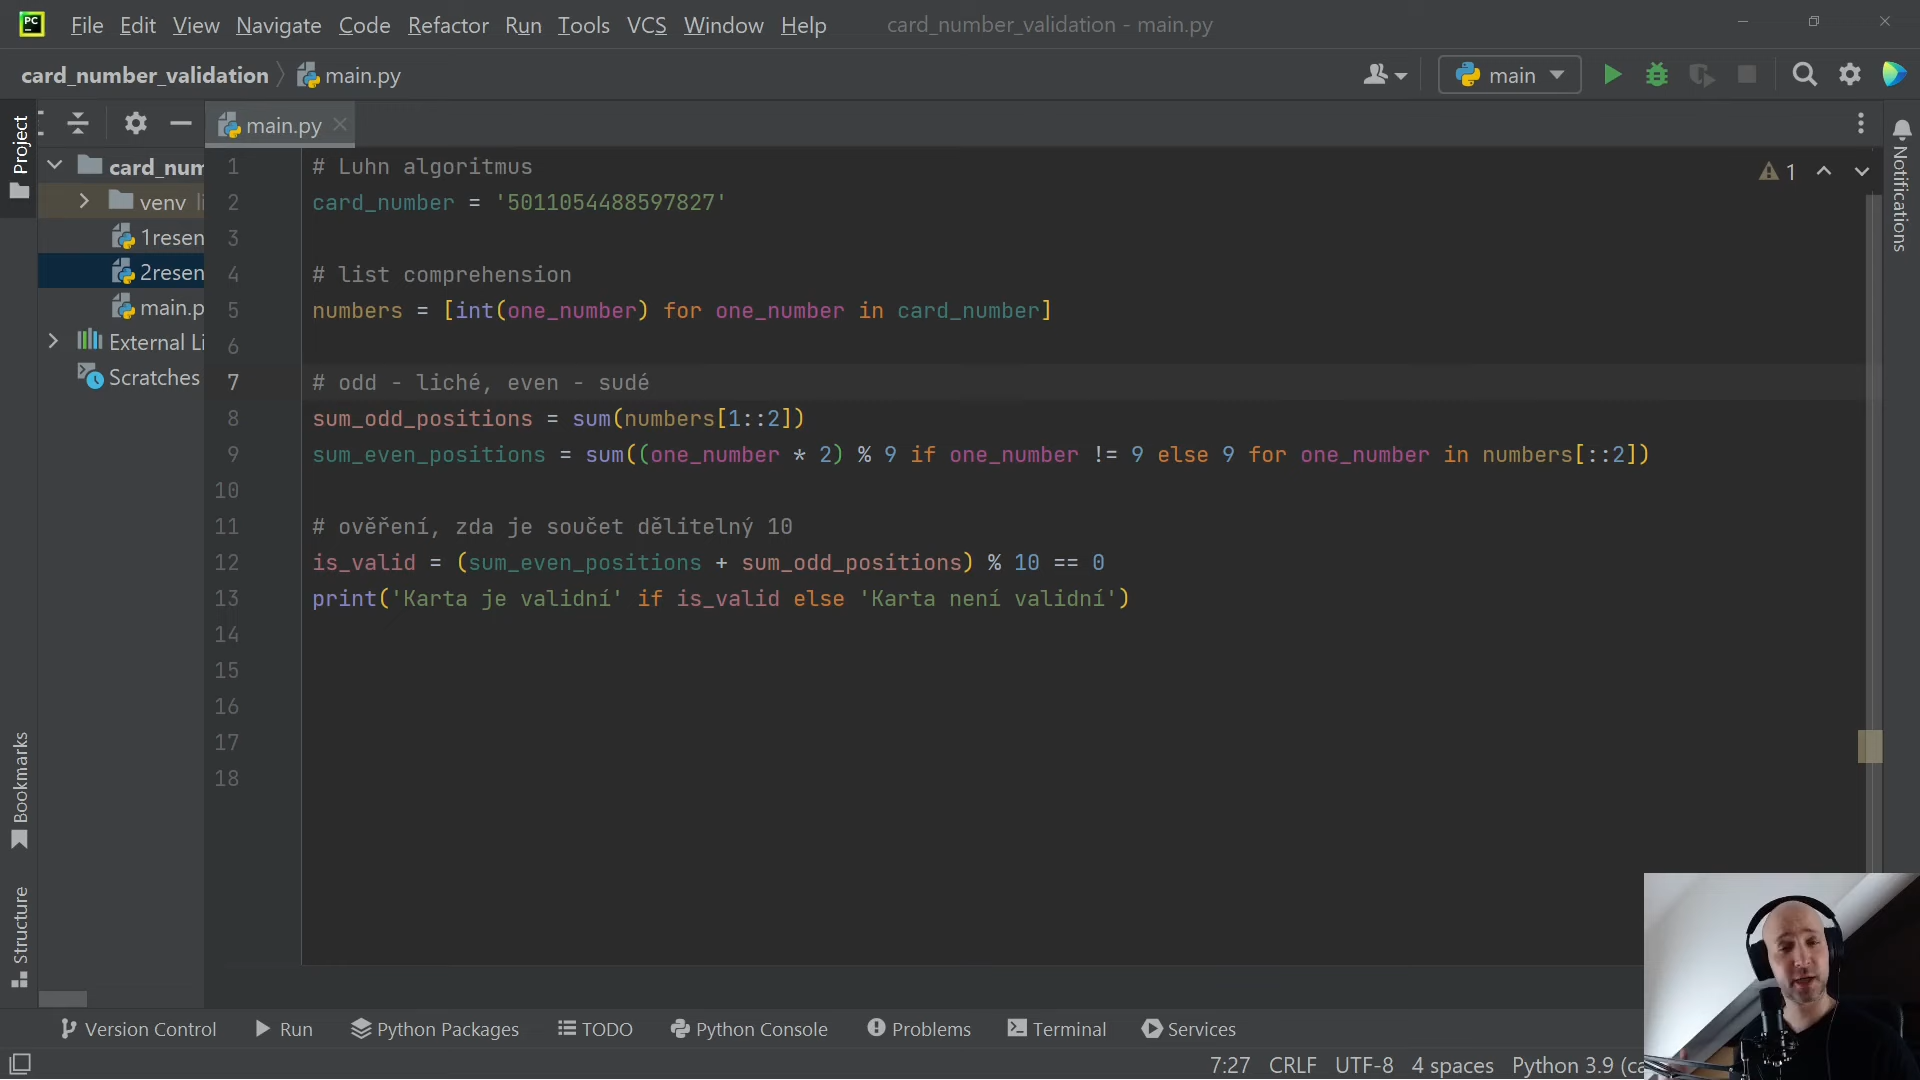 PC File Edit View Navigate Code Refactor Run Tools VCS Window Help card_number_validation - main.py
card_number_validation main.py main
Project
main.py
card_num
venv li
1resen
2resen
main.p
External Li
Scratches
1 # Luhn algoritmus
2 card_number = '5011054488597827'
3
4 # list comprehension
5 numbers = [int(one_number) for one_number in card_number]
6
7 # odd - liché, even - sudé
8 sum_odd_positions = sum(numbers[1::2])
9 sum_even_positions = sum((one_number * 2) % 9 if one_number != 9 else 9 for one_number in numbers[::2])
10
11 # ověření, zda je součet dělitelný 10
12 is_valid = (sum_even_positions + sum_odd_positions) % 10 == 0
13 print('Karta je validní' if is_valid else 'Karta není validní')
14
15
16
17
18
1
Notifications
Bookmarks
Structure
Version Control Run Python Packages TODO Python Console Problems Terminal Services
7:27 CRLF UTF-8 4 spaces Python 3.9 (ca